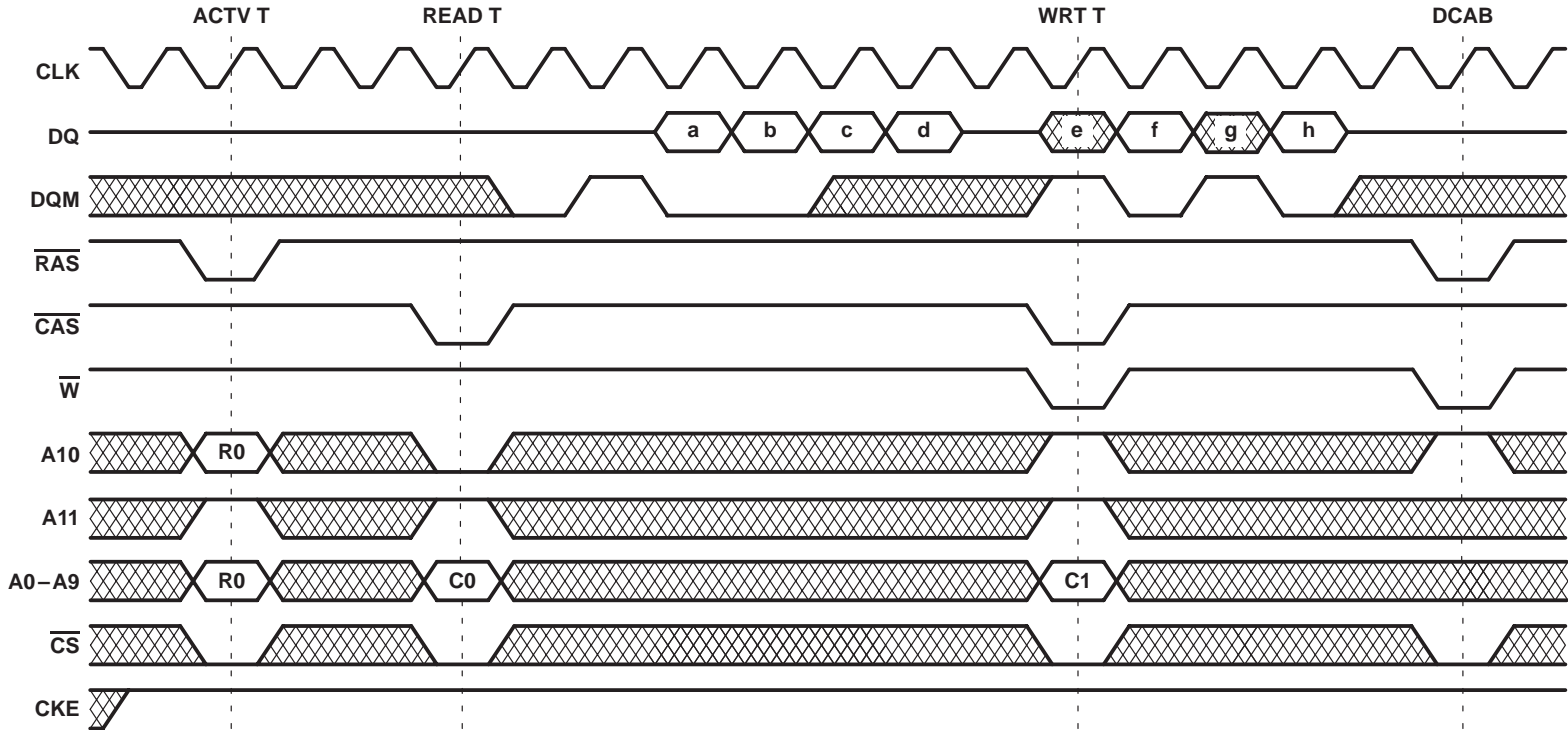 ACTV T READ T WRT T DCAB
CLK
DQ a b c d e f g h
DQM
RAS
CAS
W
A10 R0
A11
A0–A9 R0 C0 C1
CS
CKE